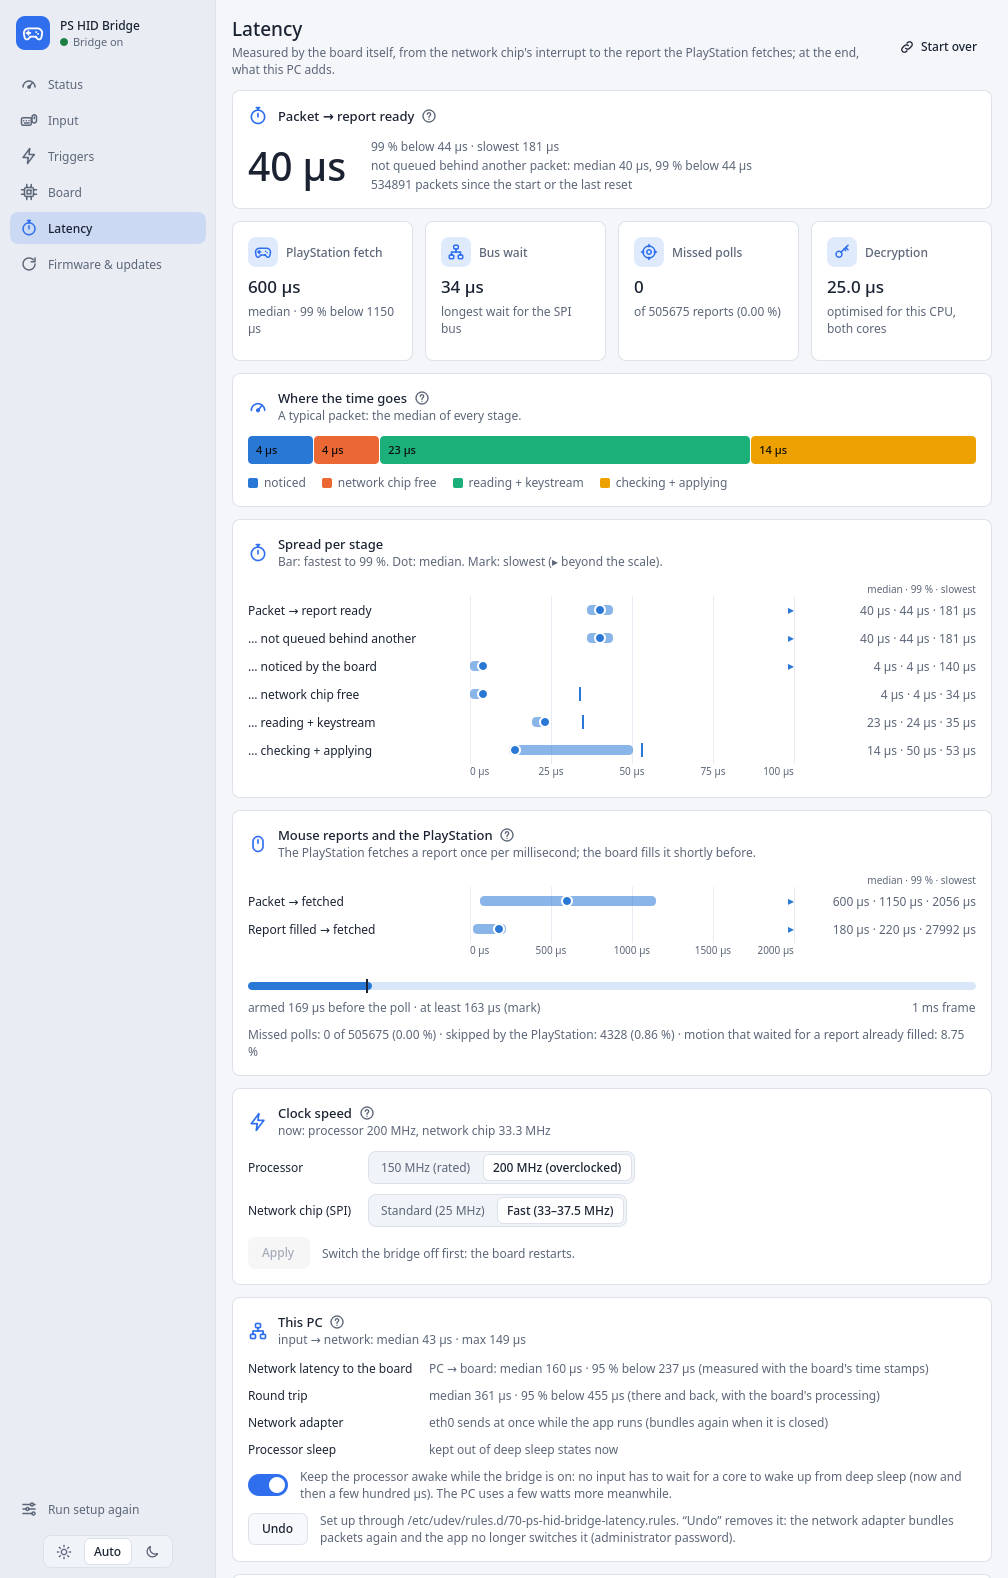 PS HID Bridge
Bridge on
Status
Input
Triggers
Board
Latency
Firmware & updates
Run setup again
Auto
Latency
Measured by the board itself, from the network chip's interrupt to the report the PlayStation fetches; at the end,
what this PC adds.
Start over
Packet → report ready
40 µs
99 % below 44 µs · slowest 181 µs
not queued behind another packet: median 40 µs, 99 % below 44 µs
534891 packets since the start or the last reset
PlayStation fetch
600 µs
median · 99 % below 1150
µs
Bus wait
34 µs
longest wait for the SPI
bus
Missed polls
0
of 505675 reports (0.00 %)
Decryption
25.0 µs
optimised for this CPU,
both cores
Where the time goes
A typical packet: the median of every stage.
4 µs 4 µs 23 µs 14 µs
noticed network chip free reading + keystream checking + applying
Spread per stage
Bar: fastest to 99 %. Dot: median. Mark: slowest (▸ beyond the scale).
median · 99 % · slowest
Packet → report ready 40 µs · 44 µs · 181 µs
... not queued behind another 40 µs · 44 µs · 181 µs
... noticed by the board 4 µs · 4 µs · 140 µs
... network chip free 4 µs · 4 µs · 34 µs
... reading + keystream 23 µs · 24 µs · 35 µs
... checking + applying 14 µs · 50 µs · 53 µs
0 µs 25 µs 50 µs 75 µs 100 µs
Mouse reports and the PlayStation
The PlayStation fetches a report once per millisecond; the board fills it shortly before.
median · 99 % · slowest
Packet → fetched 600 µs · 1150 µs · 2056 µs
Report filled → fetched 180 µs · 220 µs · 27992 µs
0 µs 500 µs 1000 µs 1500 µs 2000 µs
armed 169 µs before the poll · at least 163 µs (mark) 1 ms frame
Missed polls: 0 of 505675 (0.00 %) · skipped by the PlayStation: 4328 (0.86 %) · motion that waited for a report already filled: 8.75
%
Clock speed
now: processor 200 MHz, network chip 33.3 MHz
Processor 150 MHz (rated) 200 MHz (overclocked)
Network chip (SPI) Standard (25 MHz) Fast (33–37.5 MHz)
Apply Switch the bridge off first: the board restarts.
This PC
input → network: median 43 µs · max 149 µs
Network latency to the board PC → board: median 160 µs · 95 % below 237 µs (measured with the board's time stamps)
Round trip median 361 µs · 95 % below 455 µs (there and back, with the board's processing)
Network adapter eth0 sends at once while the app runs (bundles again when it is closed)
Processor sleep kept out of deep sleep states now
Keep the processor awake while the bridge is on: no input has to wait for a core to wake up from deep sleep (now and
then a few hundred µs). The PC uses a few watts more meanwhile.
Undo
Set up through /etc/udev/rules.d/70-ps-hid-bridge-latency.rules. “Undo” removes it: the network adapter bundles
packets again and the app no longer switches it (administrator password).